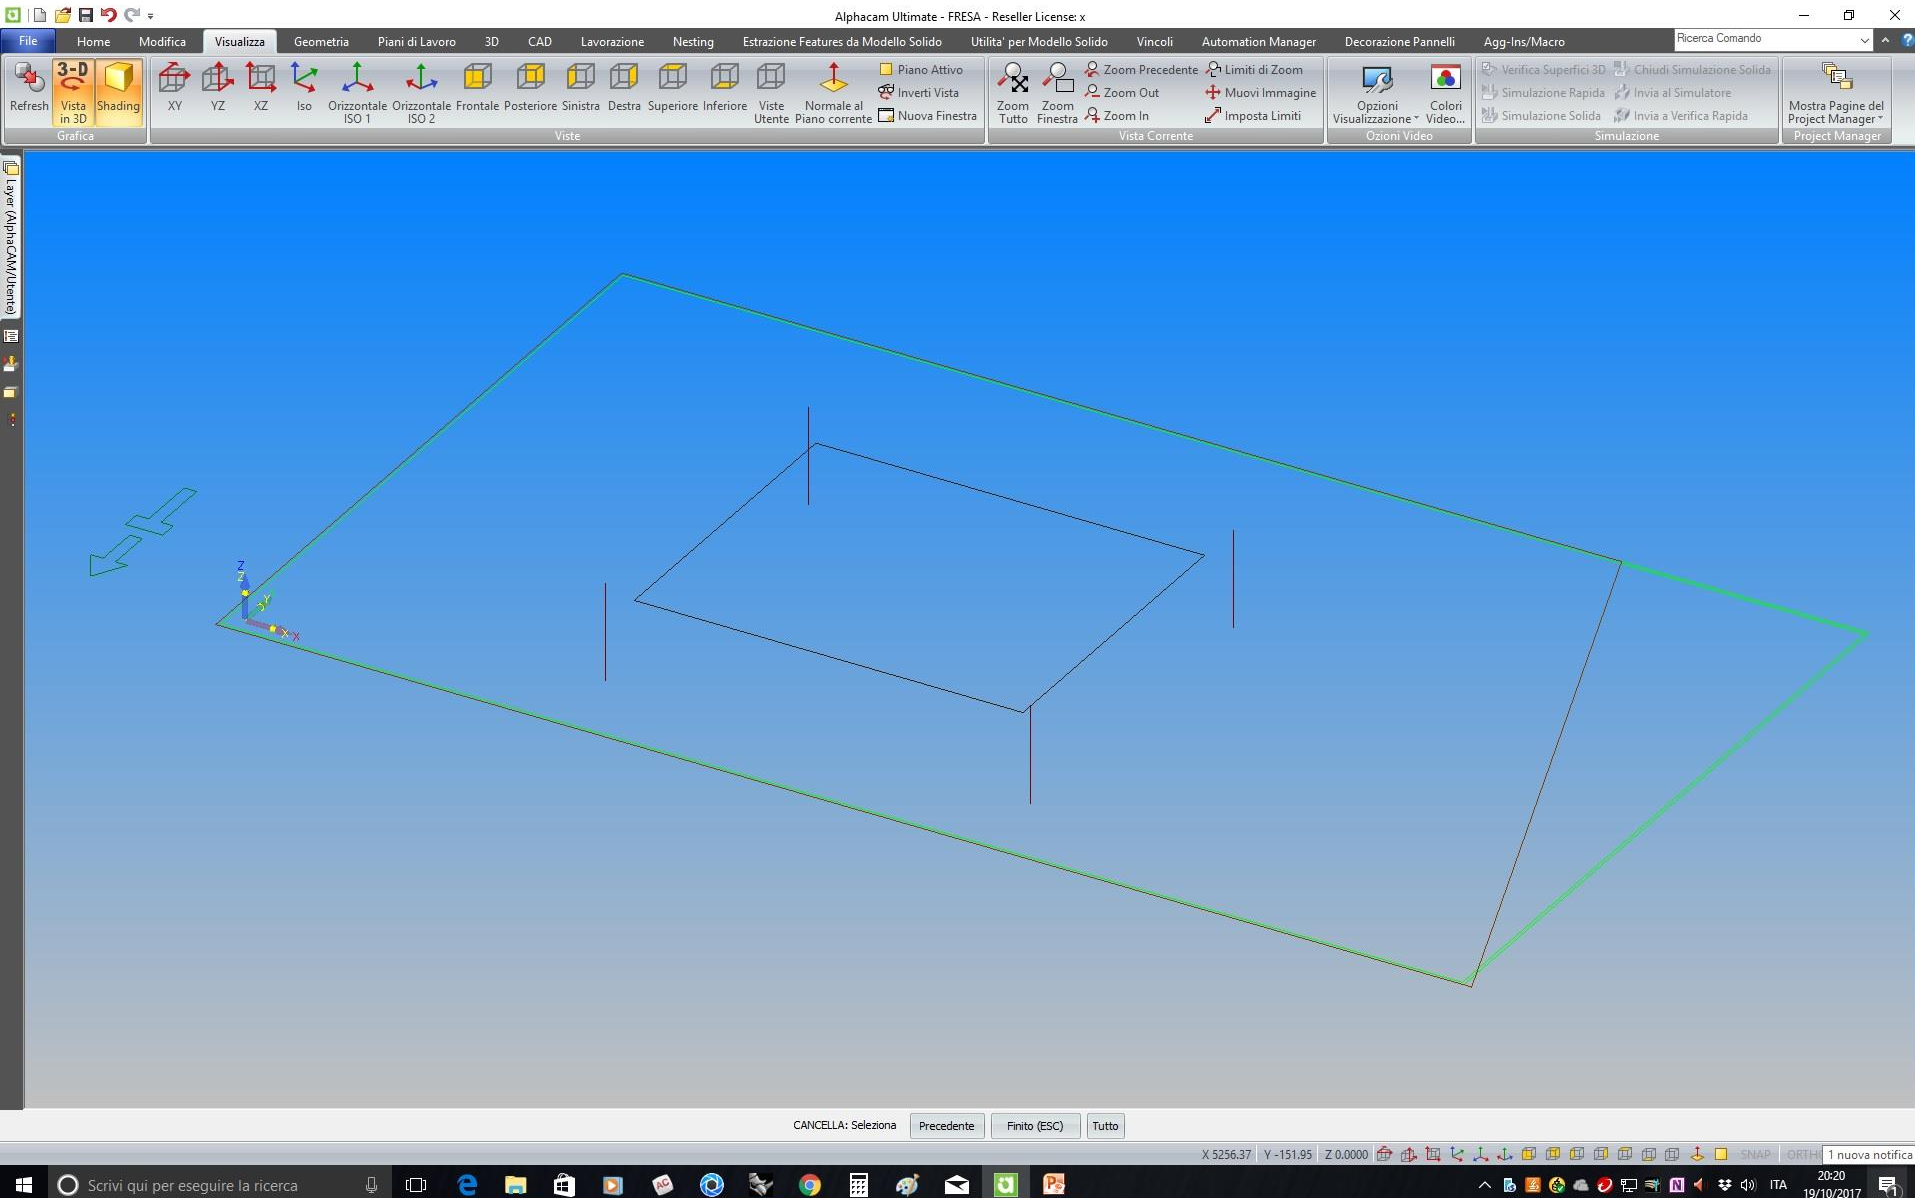 Alphacam Ultimate - FRESA - Reseller License: x
File Home Modifica Visualizza Geometria Piani di Lavoro 3D CAD Lavorazione Nesting Estrazione Features da Modello Solido Utilita' per Modello Solido Vincoli Automation Manager Decorazione Pannelli Agg-Ins/Macro Ricerca Comando
3-D
Refresh
Vista in 3D
Shading
Grafica
XY
YZ
XZ
Iso
Orizzontale ISO 1
Orizzontale ISO 2
Frontale
Posteriore
Sinistra
Destra
Superiore
Inferiore
Viste Utente
Normale al Piano corrente
Piano Attivo
Inverti Vista
Nuova Finestra
Viste
Zoom Tutto
Zoom Finestra
Zoom Precedente
Zoom Out
Zoom In
Limiti di Zoom
Muovi Immagine
Imposta Limiti
Vista Corrente
Opzioni Visualizzazione
Colori Video...
Ozioni Video
Verifica Superfici 3D
Simulazione Rapida
Simulazione Solida
Chiudi Simulazione Solida
Invia al Simulatore
Invia a Verifica Rapida
Simulazione
Mostra Pagine del Project Manager
Project Manager
Layer (AlphaCAM/Utente)
Z
Z
Y
X X
CANCELLA: Seleziona Precedente Finito (ESC) Tutto
X 5256.37 Y -151.95 Z 0.0000 SNAP ORTH 1 nuova notifica
Scrivi qui per eseguire la ricerca
ITA
20:20
19/10/2017